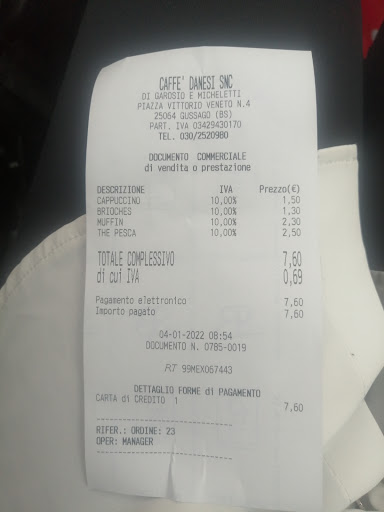 CAFFE' DANESI SNC
DI GAROSIO E MICHELETTI
PIAZZA VITTORIO VENETO N.4
25064 GUSSAGO (BS)
PART. IVA 03429430170
TEL. 030/2520980
DOCUMENTO COMMERCIALE
di vendita o prestazione
DESCRIZIONE IVA Prezzo(€)
CAPPUCCINO 10,00% 1,50
BRIOCHES 10,00% 1,30
MUFFIN 10,00% 2,30
THE PESCA 10,00% 2,50
TOTALE COMPLESSIVO 7,60
di cui IVA 0,69
Pagamento elettronico 7,60
Importo pagato 7,60
04-01-2022 08:54
DOCUMENTO N. 0785-0019
RT 99MEX067443
DETTAGLIO FORME di PAGAMENTO
CARTA di CREDITO 1 7,60
--------------------------------
RIFER.: ORDINE: 23
OPER: MANAGER
--------------------------------